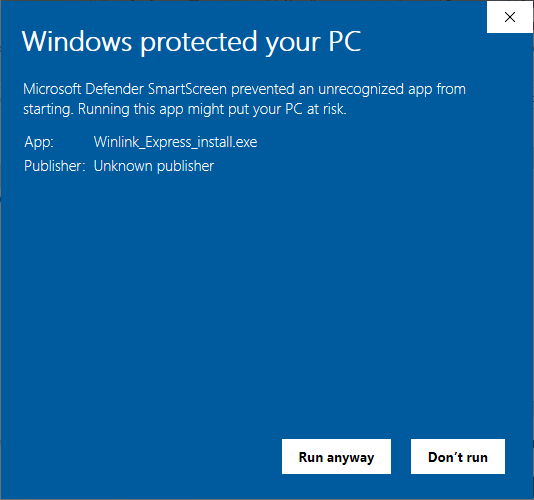 Windows protected your PC
Microsoft Defender SmartScreen prevented an unrecognized app from
starting. Running this app might put your PC at risk.
App: Winlink_Express_install.exe
Publisher: Unknown publisher
Run anyway Don’t run